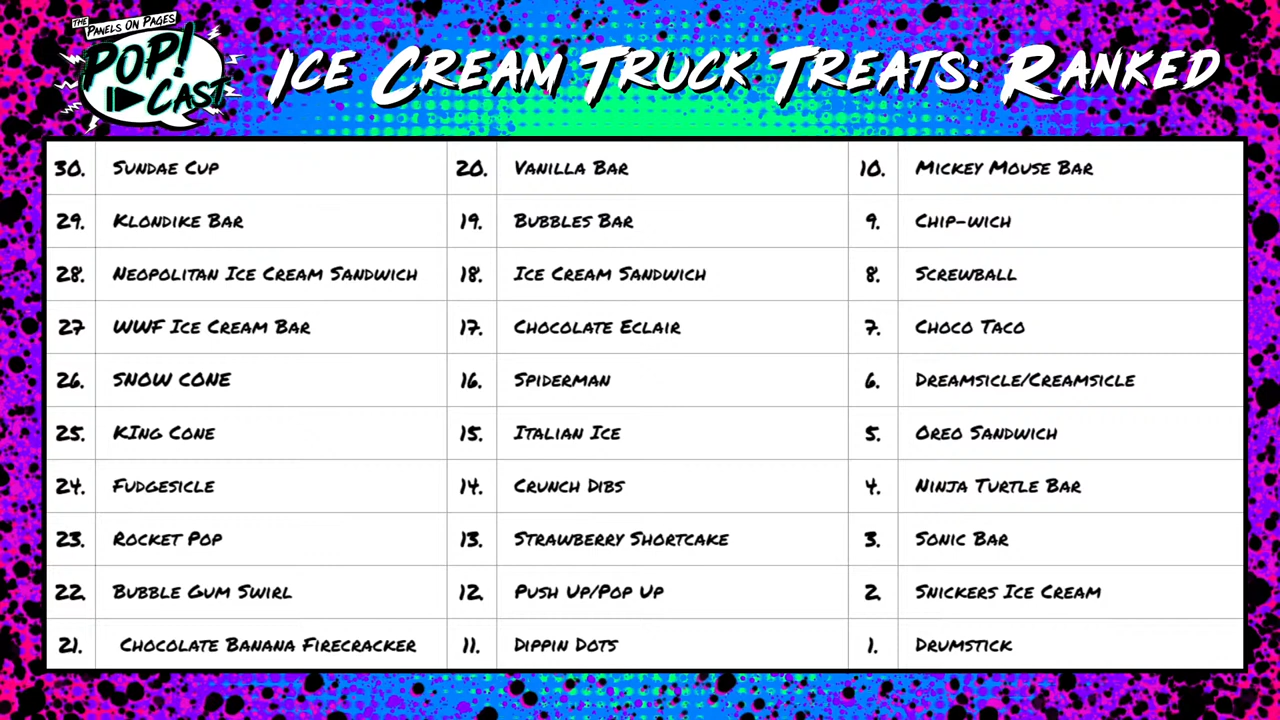 THE
PANELS ON PAGES
POP!
CAST
ICE CREAM TRUCK TREATS: RANKED
30. SUNDAE CUP
29. KLONDIKE BAR
28. NEOPOLITAN ICE CREAM SANDWICH
27 WWF ICE CREAM BAR
26. SNOW CONE
25. KING CONE
24. FUDGESICLE
23. ROCKET POP
22. BUBBLE GUM SWIRL
21. CHOCOLATE BANANA FIRECRACKER
20. VANILLA BAR
19. BUBBLES BAR
18. ICE CREAM SANDWICH
17. CHOCOLATE ECLAIR
16. SPIDERMAN
15. ITALIAN ICE
14. CRUNCH DIBS
13. STRAWBERRY SHORTCAKE
12. PUSH UP/POP UP
11. DIPPIN DOTS
10. MICKEY MOUSE BAR
9. CHIP-WICH
8. SCREWBALL
7. CHOCO TACO
6. DREAMSICLE/CREAMSICLE
5. OREO SANDWICH
4. NINJA TURTLE BAR
3. SONIC BAR
2. SNICKERS ICE CREAM
1. DRUMSTICK